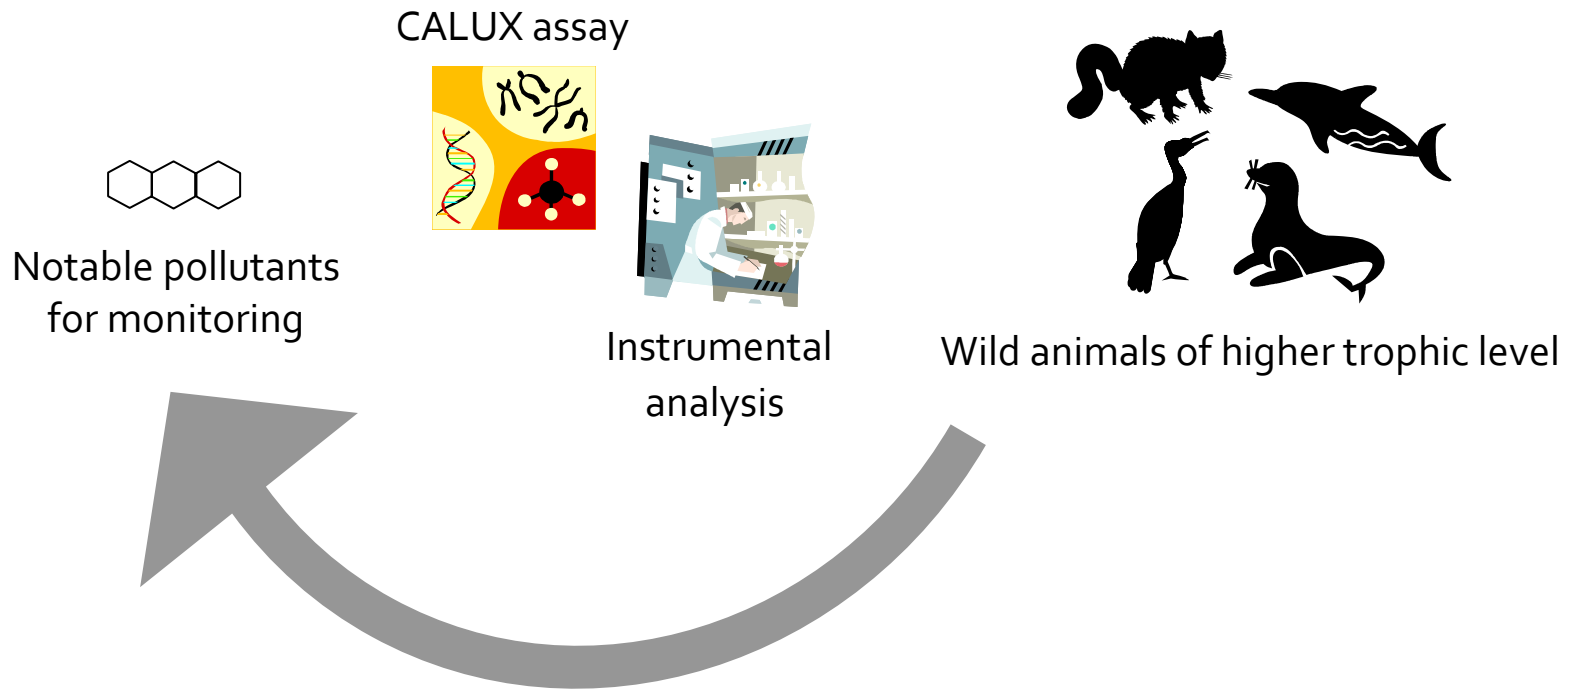 CALUX assay
Notable pollutants
for monitoring
Instrumental
analysis
Wild animals of higher trophic level